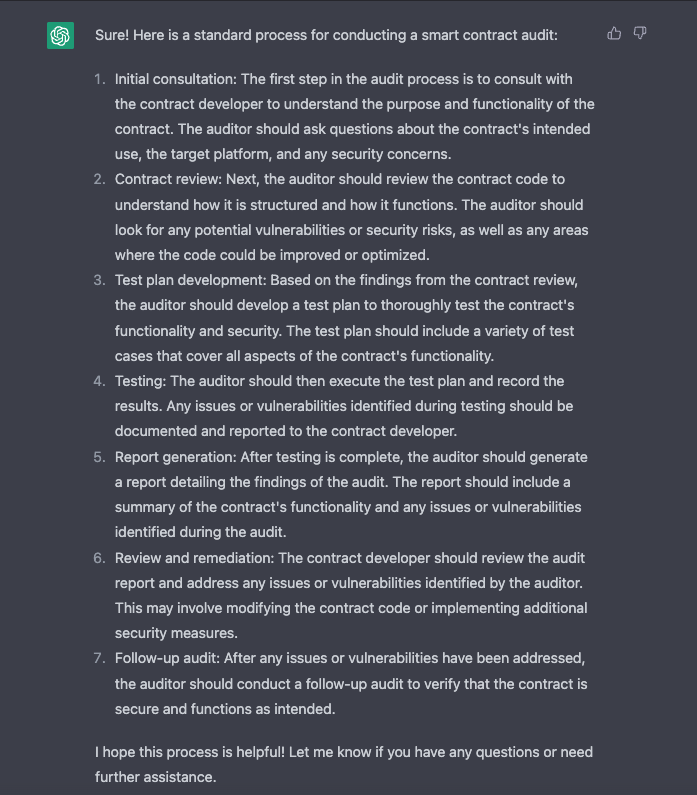 Sure! Here is a standard process for conducting a smart contract audit:
1. Initial consultation: The first step in the audit process is to consult with
the contract developer to understand the purpose and functionality of the
contract. The auditor should ask questions about the contract's intended
use, the target platform, and any security concerns.
2. Contract review: Next, the auditor should review the contract code to
understand how it is structured and how it functions. The auditor should
look for any potential vulnerabilities or security risks, as well as any areas
where the code could be improved or optimized.
3. Test plan development: Based on the findings from the contract review,
the auditor should develop a test plan to thoroughly test the contract's
functionality and security. The test plan should include a variety of test
cases that cover all aspects of the contract's functionality.
4. Testing: The auditor should then execute the test plan and record the
results. Any issues or vulnerabilities identified during testing should be
documented and reported to the contract developer.
5. Report generation: After testing is complete, the auditor should generate
a report detailing the findings of the audit. The report should include a
summary of the contract's functionality and any issues or vulnerabilities
identified during the audit.
6. Review and remediation: The contract developer should review the audit
report and address any issues or vulnerabilities identified by the auditor.
This may involve modifying the contract code or implementing additional
security measures.
7. Follow-up audit: After any issues or vulnerabilities have been addressed,
the auditor should conduct a follow-up audit to verify that the contract is
secure and functions as intended.
I hope this process is helpful! Let me know if you have any questions or need
further assistance.